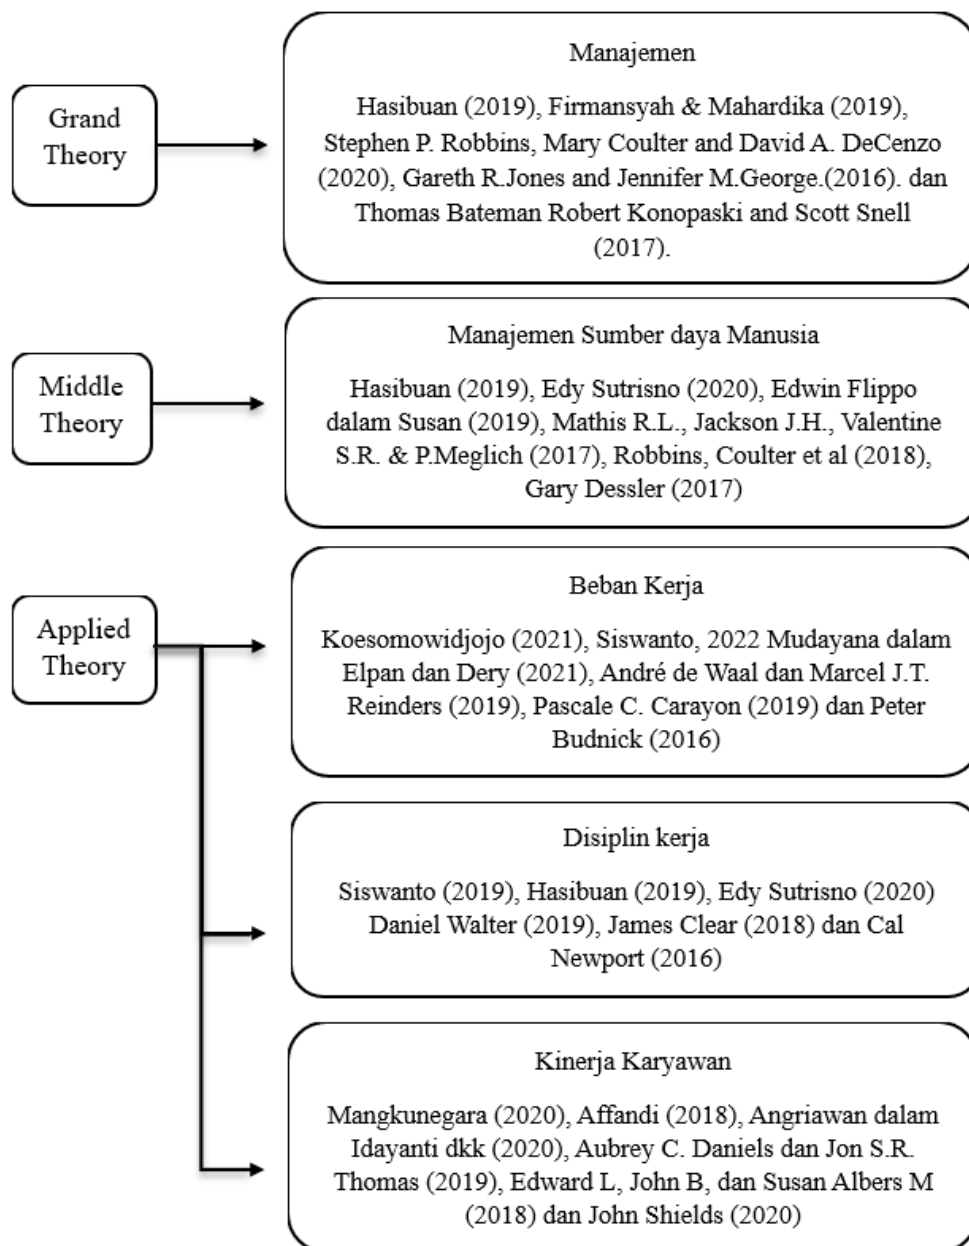 Grand
Theory
Manajemen
Hasibuan (2019), Firmansyah & Mahardika (2019),
Stephen P. Robbins, Mary Coulter and David A. DeCenzo
(2020), Gareth R.Jones and Jennifer M.George.(2016). dan
Thomas Bateman Robert Konopaski and Scott Snell
(2017).
Middle
Theory
Manajemen Sumber daya Manusia
Hasibuan (2019), Edy Sutrisno (2020), Edwin Flippo
dalam Susan (2019), Mathis R.L., Jackson J.H., Valentine
S.R. & P.Meglich (2017), Robbins, Coulter et al (2018),
Gary Dessler (2017)
Applied
Theory
Beban Kerja
Koesomowidjojo (2021), Siswanto, 2022 Mudayana dalam
Elpan dan Dery (2021), André de Waal dan Marcel J.T.
Reinders (2019), Pascale C. Carayon (2019) dan Peter
Budnick (2016)
Disiplin kerja
Siswanto (2019), Hasibuan (2019), Edy Sutrisno (2020)
Daniel Walter (2019), James Clear (2018) dan Cal
Newport (2016)
Kinerja Karyawan
Mangkunegara (2020), Affandi (2018), Angriawan dalam
Idayanti dkk (2020), Aubrey C. Daniels dan Jon S.R.
Thomas (2019), Edward L, John B, dan Susan Albers M
(2018) dan John Shields (2020)